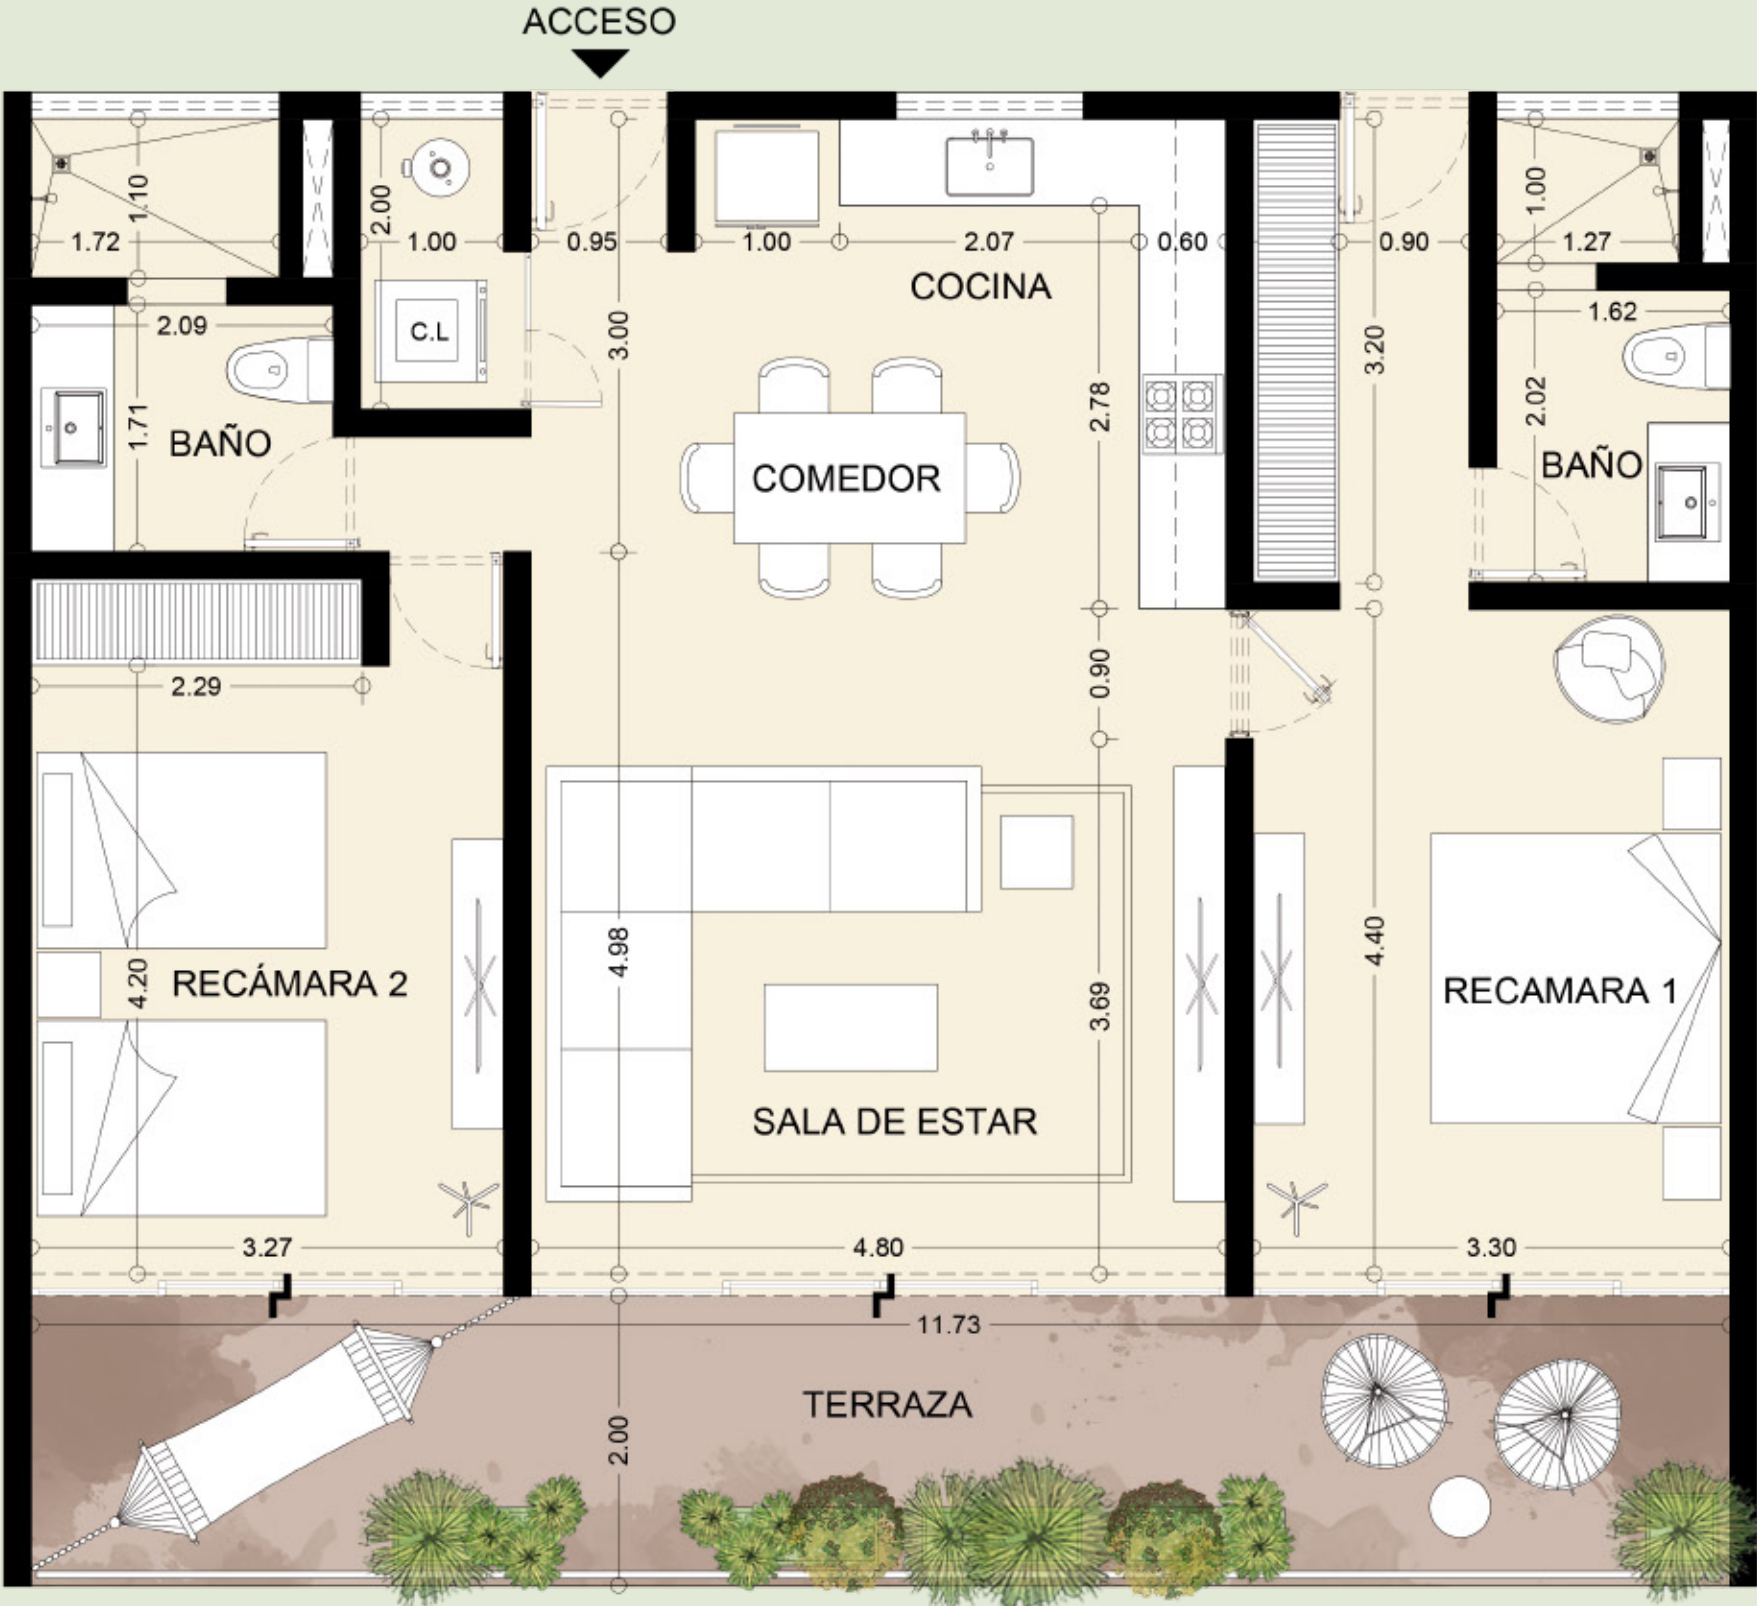 ACCESO
1.10
1.72
2.00
1.00
0.95
1.00
2.07
0.60
0.90
1.00
1.27
COCINA
2.09
C.L
3.00
3.20
1.62
1.71
BAÑO
2.78
2.02
COMEDOR
BAÑO
2.29
0.90
4.20
RECÁMARA 2
4.98
3.69
4.40
RECAMARA 1
SALA DE ESTAR
3.27
4.80
3.30
11.73
TERRAZA
2.00